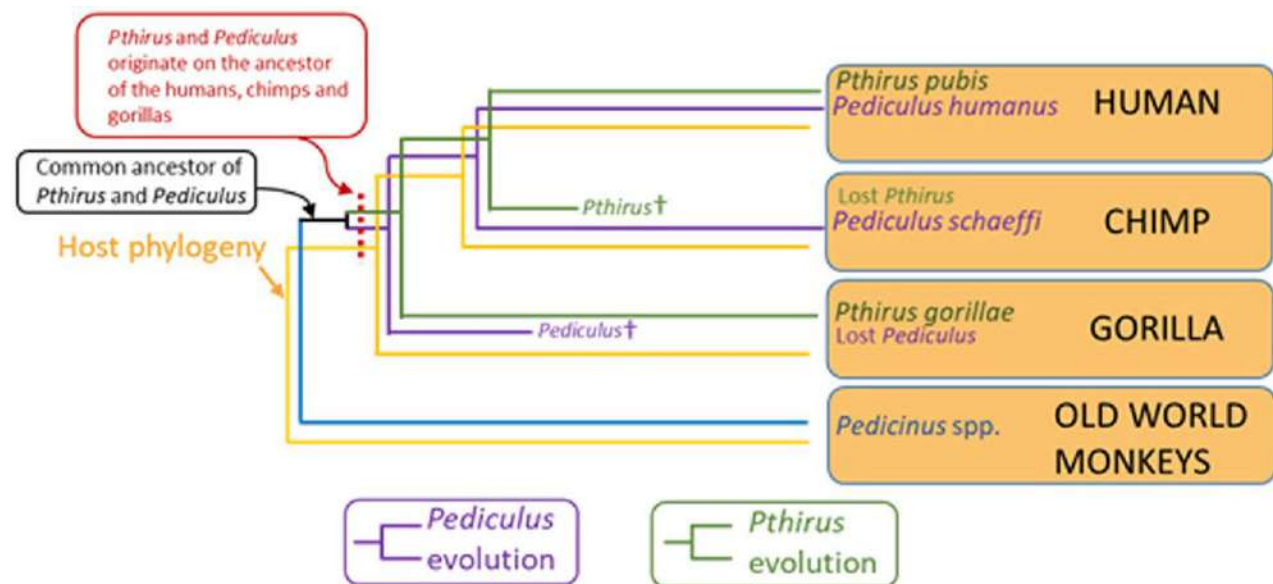 Pthirus and Pediculus
originate on the ancestor
of the humans, chimps and
gorillas
Common ancestor of
Pthirus and Pediculus
Host phylogeny
Pthirus pubis
Pediculus humanus
HUMAN
Pthirus†
Lost Pthirus
Pediculus schaeffi
CHIMP
Pediculus†
Pthirus gorillae
Lost Pediculus
GORILLA
Pedicinus spp.
OLD WORLD
MONKEYS
Pediculus
evolution
Pthirus
evolution